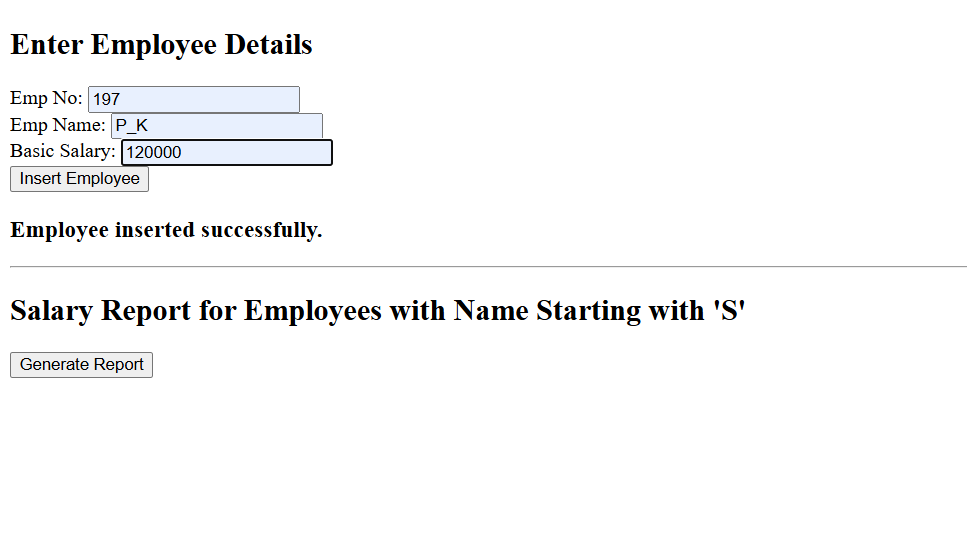 Enter Employee Details
Emp No: 197
Emp Name: P_K
Basic Salary: 120000
Insert Employee
Employee inserted successfully.
Salary Report for Employees with Name Starting with 'S'
Generate Report